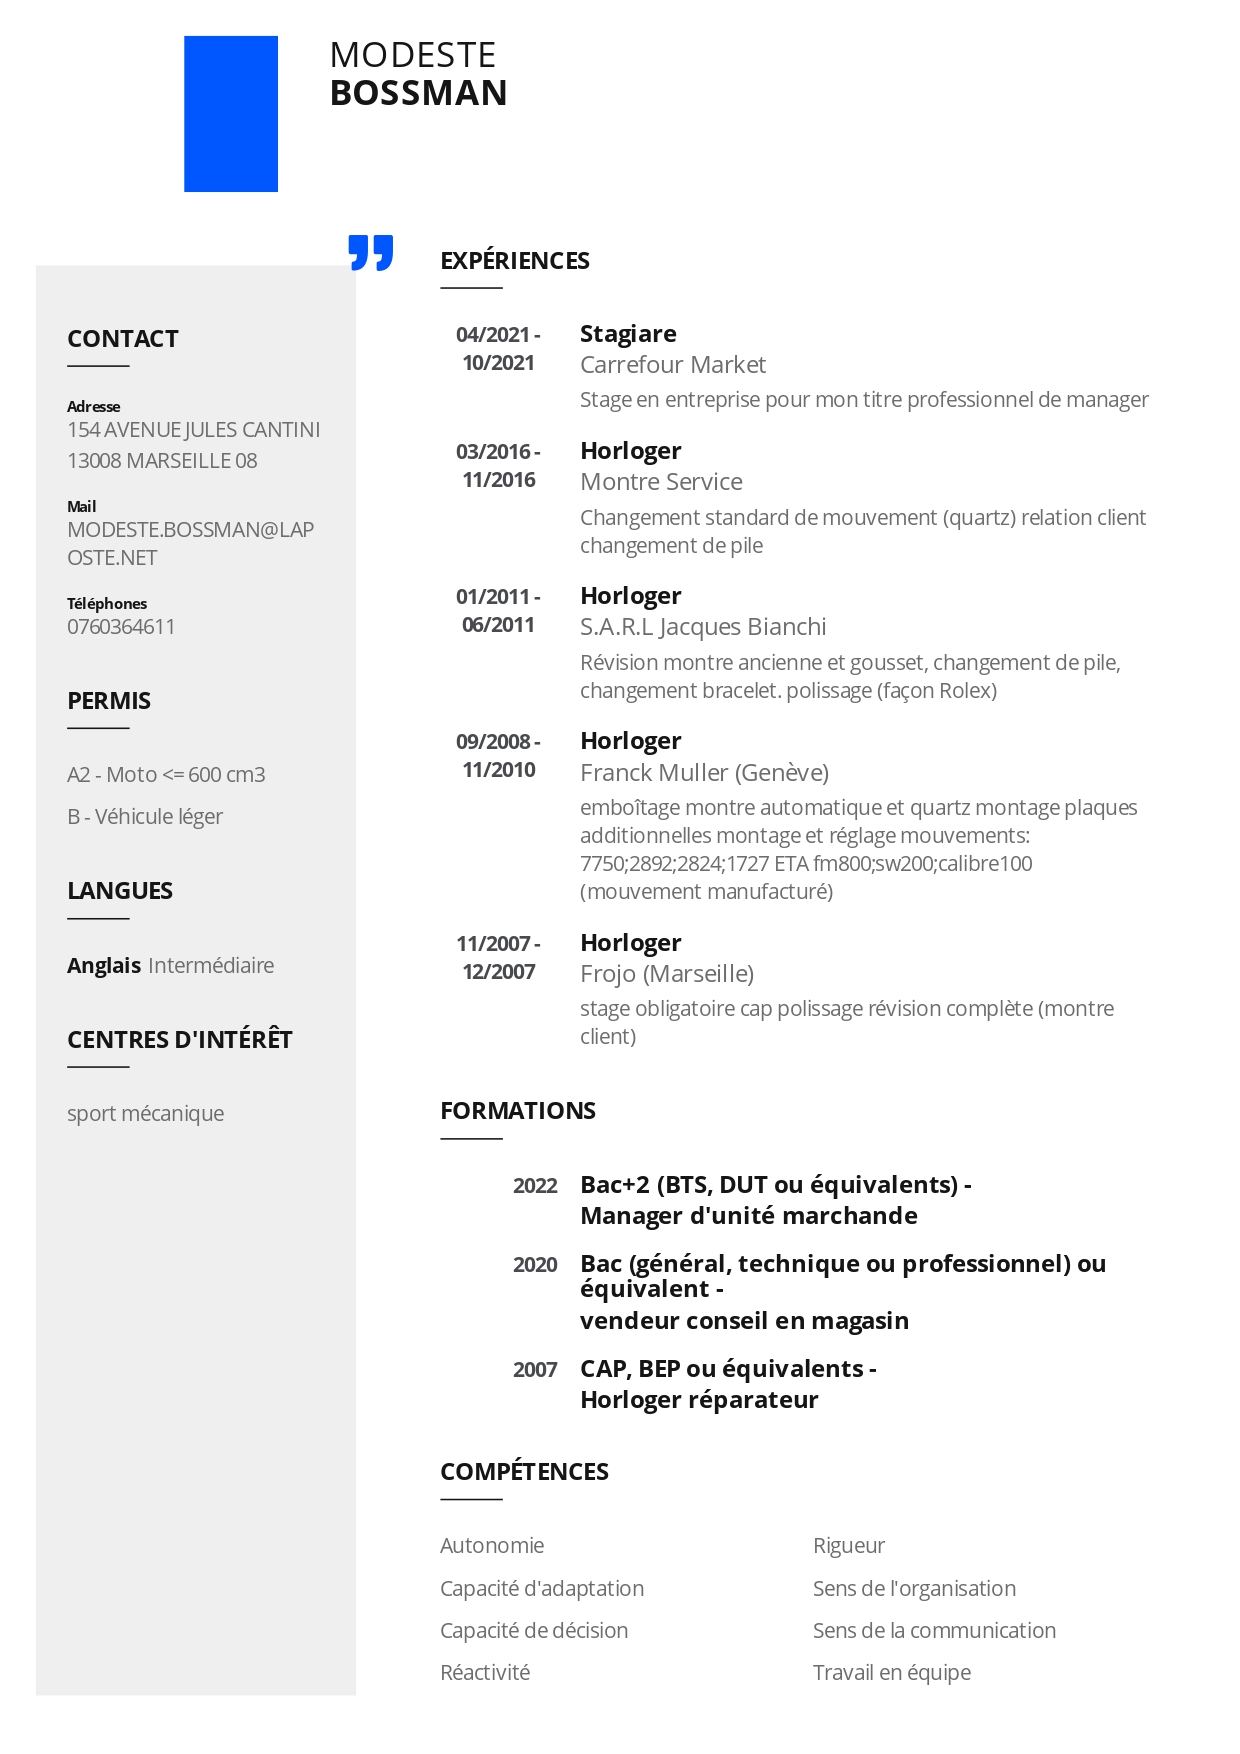 MODESTE
BOSSMAN
CONTACT
Adresse
154 AVENUE JULES CANTINI
13008 MARSEILLE 08
Mail
MODESTE.BOSSMAN@LAP
OSTE.NET
Téléphones
0760364611
PERMIS
A2 - Moto <= 600 cm3
B - Véhicule léger
LANGUES
Anglais Intermédiaire
CENTRES D'INTÉRÊT
sport mécanique
EXPÉRIENCES
04/2021 -
10/2021
Stagiare
Carrefour Market
Stage en entreprise pour mon titre professionnel de manager
03/2016 -
11/2016
Horloger
Montre Service
Changement standard de mouvement (quartz) relation client
changement de pile
01/2011 -
06/2011
Horloger
S.A.R.L Jacques Bianchi
Révision montre ancienne et gousset, changement de pile,
changement bracelet. polissage (façon Rolex)
09/2008 -
11/2010
Horloger
Franck Muller (Genève)
emboîtage montre automatique et quartz montage plaques
additionnelles montage et réglage mouvements:
7750;2892;2824;1727 ETA fm800;sw200;calibre100
(mouvement manufacturé)
11/2007 -
12/2007
Horloger
Frojo (Marseille)
stage obligatoire cap polissage révision complète (montre
client)
FORMATIONS
2022 Bac+2 (BTS, DUT ou équivalents) -
Manager d'unité marchande
2020 Bac (général, technique ou professionnel) ou
équivalent -
vendeur conseil en magasin
2007 CAP, BEP ou équivalents -
Horloger réparateur
COMPÉTENCES
Autonomie
Capacité d'adaptation
Capacité de décision
Réactivité
Rigueur
Sens de l'organisation
Sens de la communication
Travail en équipe